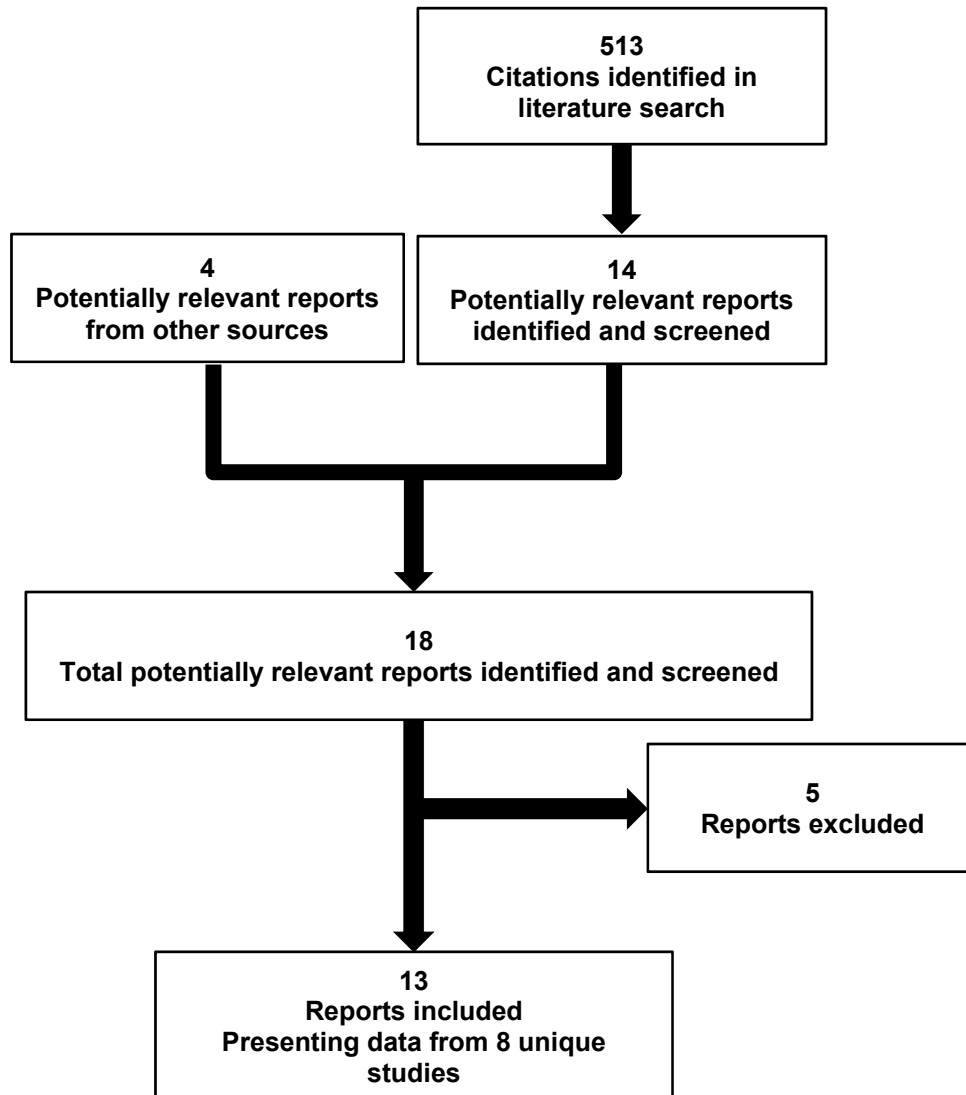 513
Citations identified in
literature search
4
Potentially relevant reports
from other sources
14
Potentially relevant reports
identified and screened
18
Total potentially relevant reports identified and screened
5
Reports excluded
13
Reports included
Presenting data from 8 unique
studies